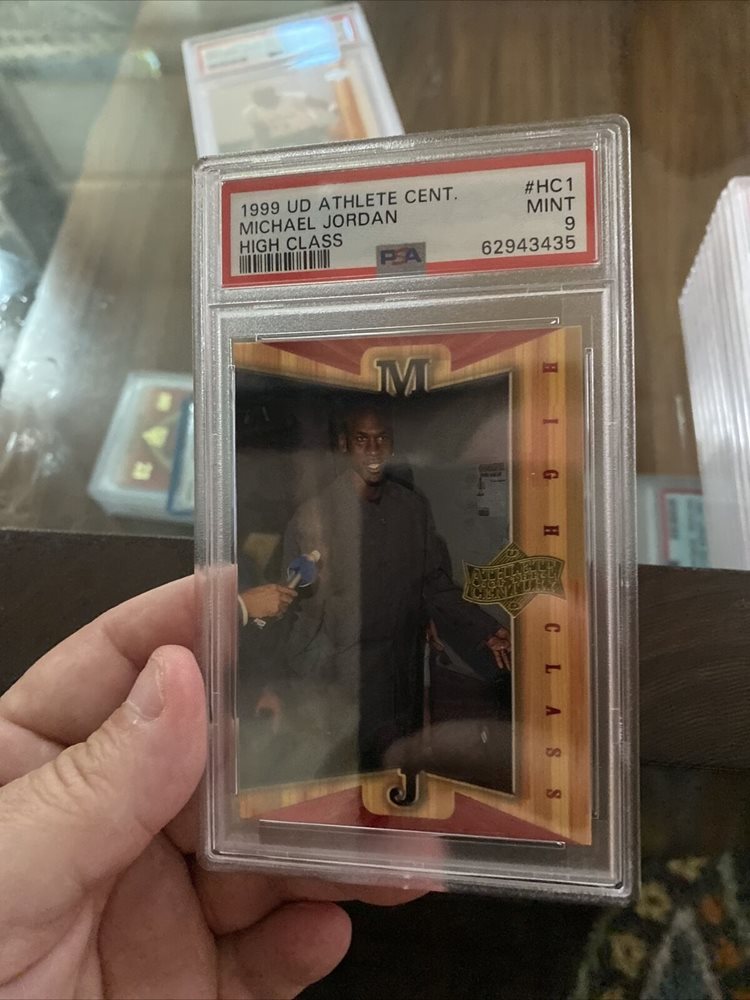 1999 UD ATHLETE CENT.
MICHAEL JORDAN
HIGH CLASS
#HC1
MINT
9
62943435
PSA
M
HIGH CLASS
ATHLETE
OF THE
CENTURY
J